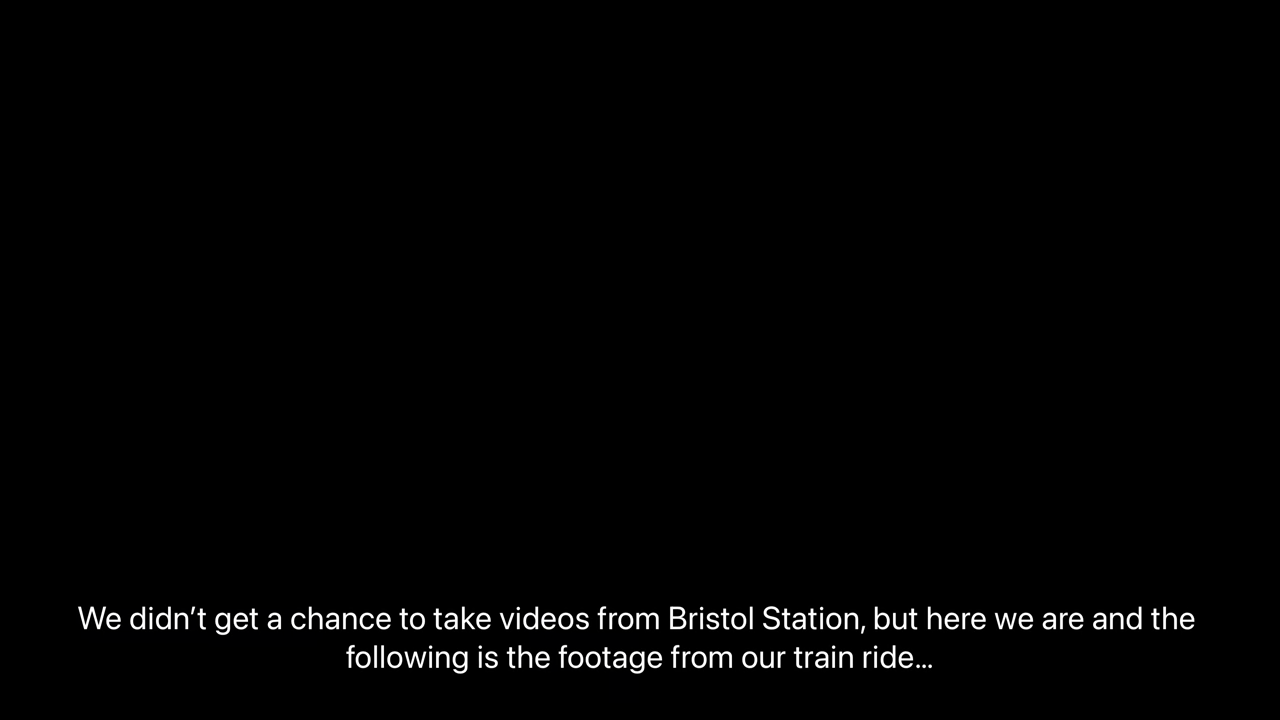 We didn’t get a chance to take videos from Bristol Station, but here we are and the
following is the footage from our train ride…